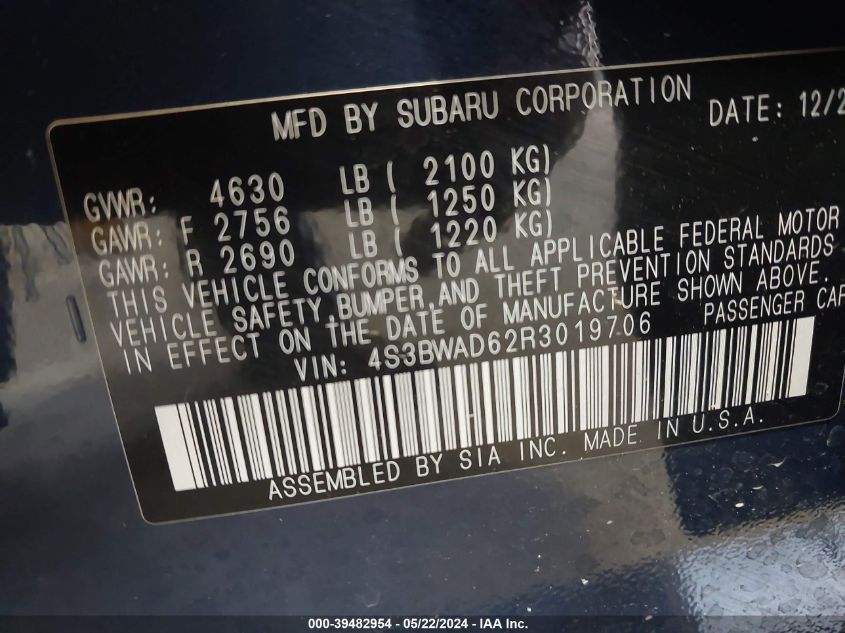 MFD BY SUBARU CORPORATION DATE: 12/2
GVWR: 4630 LB ( 2100 KG)
GAWR: F 2756 LB ( 1250 KG)
GAWR: R 2690 LB ( 1220 KG)
THIS VEHICLE CONFORMS TO ALL APPLICABLE FEDERAL MOTOR
VEHICLE SAFETY,BUMPER,AND THEFT PREVENTION STANDARDS
IN EFFECT ON THE DATE OF MANUFACTURE SHOWN ABOVE.
VIN: 4S3BWAD62R3019706 PASSENGER CAR
ASSEMBLED BY SIA INC. MADE IN U.S.A.
000-39482954 - 05/22/2024 - IAA Inc.